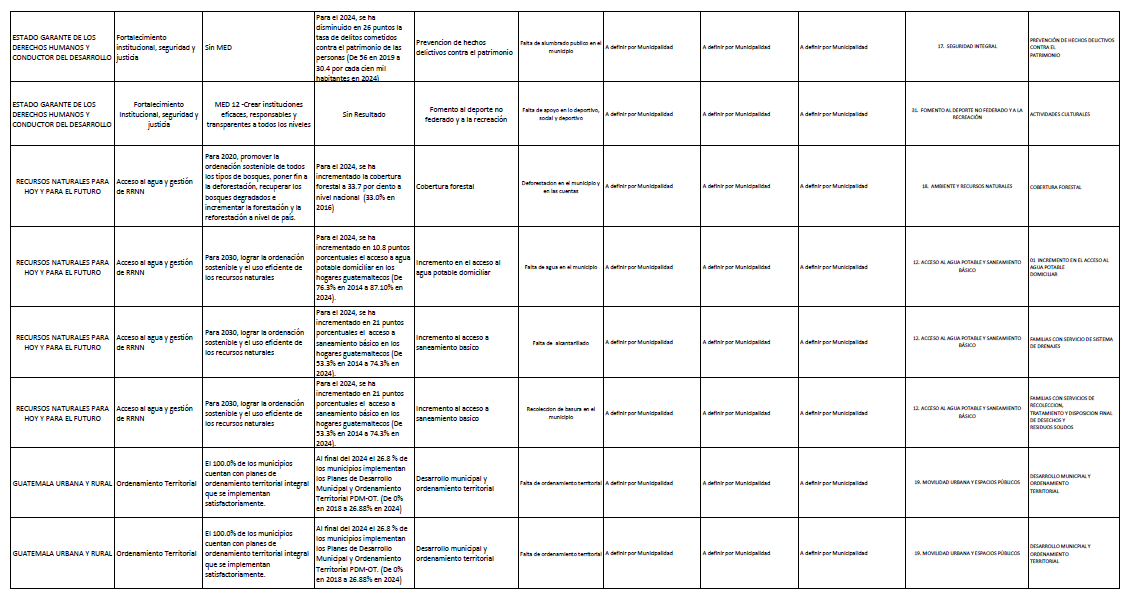 ESTADO GARANTE DE LOS
DERECHOS HUMANOS Y
CONDUCTOR DEL DESARROLLO
Fortalecimiento
institucional, seguridad y
justicia
Sin MED
Para el 2024, se ha
disminuido en 26 puntos la
tasa de delitos cometidos
contra el patrimonio de las
personas (De 56 en 2019 a
30.4 por cada cien mil
habitantes en 2024)
Prevencion de hechos
delictivos contra el patrimonio
Falta de alumbrado publico en el
municipio
A definir por Municipalidad
A definir por Municipalidad
A definir por Municipalidad
17. SEGURIDAD INTEGRAL
PREVENCIÓN DE HECHOS DELICTIVOS
CONTRA EL
PATRIMONIO
ESTADO GARANTE DE LOS
DERECHOS HUMANOS Y
CONDUCTOR DEL DESARROLLO
Fortalecimiento
Institucional, seguridad y
justicia
MED 12 -Crear instituciones
eficaces, responsables y
transparentes a todos los niveles
Sin Resultado
Fomento al deporte no
federado y a la recreación
Falta de apoyo en lo deportivo,
social y deportivo
A definir por Municipalidad
A definir por Municipalidad
A definir por Municipalidad
21. FOMENTO AL DEPORTE NO FEDERADO Y A LA
RECREACIÓN
ACTIVIDADES CULTURALES
RECURSOS NATURALES PARA
HOY Y PARA EL FUTURO
Acceso al agua y gestión
de RRNN
Para 2020, promover la
ordenación sostenible de todos
los tipos de bosques, poner fin a
la deforestación, recuperar los
bosques degradados e
incrementar la forestación y la
reforestación a nivel de país.
Para el 2024, se ha
incrementado la cobertura
forestal a 33.7 por ciento a
nivel nacional (33.0% en
2016)
Cobertura forestal
Deforestacion en el municipio y
en las cuentas
A definir por Municipalidad
A definir por Municipalidad
A definir por Municipalidad
18. AMBIENTE Y RECURSOS NATURALES
COBERTURA FORESTAL
RECURSOS NATURALES PARA
HOY Y PARA EL FUTURO
Acceso al agua y gestión
de RRNN
Para 2030, lograr la ordenación
sostenible y el uso eficiente de
los recursos naturales
Para el 2024, se ha
incrementado en 10.8 puntos
porcentuales el acceso a agua
potable domiciliar en los
hogares guatemaltecos (De
76.3% en 2014 a 87.10% en
2024).
Incremento en el acceso al
agua potable domiciliar
Falta de agua en el municipio
A definir por Municipalidad
A definir por Municipalidad
A definir por Municipalidad
12. ACCESO AL AGUA POTABLE Y SANEAMIENTO
BÁSICO
01 INCREMENTO EN EL ACCESO AL
AGUA POTABLE
DOMICILIAR
RECURSOS NATURALES PARA
HOY Y PARA EL FUTURO
Acceso al agua y gestión
de RRNN
Para 2030, lograr la ordenación
sostenible y el uso eficiente de
los recursos naturales
Para el 2024, se ha
incrementado en 21 puntos
porcentuales el acceso a
saneamiento básico en los
hogares guatemaltecos (De
53.3% en 2014 a 74.3% en
2024).
Incremento al acceso a
saneamiento basico
Falta de alcantarillado
A definir por Municipalidad
A definir por Municipalidad
A definir por Municipalidad
12. ACCESO AL AGUA POTABLE Y SANEAMIENTO
BÁSICO
FAMILIAS CON SERVICIO DE SISTEMA
DE DRENAJES
RECURSOS NATURALES PARA
HOY Y PARA EL FUTURO
Acceso al agua y gestión
de RRNN
Para 2030, lograr la ordenación
sostenible y el uso eficiente de
los recursos naturales
Para el 2024, se ha
incrementado en 21 puntos
porcentuales el acceso a
saneamiento básico en los
hogares guatemaltecos (De
53.3% en 2014 a 74.3% en
2024).
Incremento al acceso a
saneamiento basico
Recoleccion de basura en el
municipio
A definir por Municipalidad
A definir por Municipalidad
A definir por Municipalidad
12. ACCESO AL AGUA POTABLE Y SANEAMIENTO
BÁSICO
FAMILIAS CON SERVICIOS DE
RECOLECCION,
TRATAMIENTO Y DISPOSICION FINAL
DE DESECHOS Y
RESIDUOS SOLIDOS
GUATEMALA URBANA Y RURAL
Ordenamiento Territorial
El 100.0% de los municipios
cuentan con planes de
ordenamiento territorial integral
que se implementan
satisfactoriamente.
Al final del 2024 el 26.8 % de
los municipios implementan
los Planes de Desarrollo
Municipal y Ordenamiento
Territorial PDM-OT. (De 0%
en 2018 a 26.88% en 2024)
Desarrollo municipal y
ordenamiento territorial
Falta de ordenamiento territorial
A definir por Municipalidad
A definir por Municipalidad
A definir por Municipalidad
19. MOVILIDAD URBANA Y ESPACIOS PÚBLICOS
DESARROLLO MUNICPIAL Y
ORDENAMIENTO
TERRITORIAL
GUATEMALA URBANA Y RURAL
Ordenamiento Territorial
El 100.0% de los municipios
cuentan con planes de
ordenamiento territorial integral
que se implementan
satisfactoriamente.
Al final del 2024 el 26.8 % de
los municipios implementan
los Planes de Desarrollo
Municipal y Ordenamiento
Territorial PDM-OT. (De 0%
en 2018 a 26.88% en 2024)
Desarrollo municipal y
ordenamiento territorial
Falta de ordenamiento territorial
A definir por Municipalidad
A definir por Municipalidad
A definir por Municipalidad
19. MOVILIDAD URBANA Y ESPACIOS PÚBLICOS
DESARROLLO MUNICPIAL Y
ORDENAMIENTO
TERRITORIAL